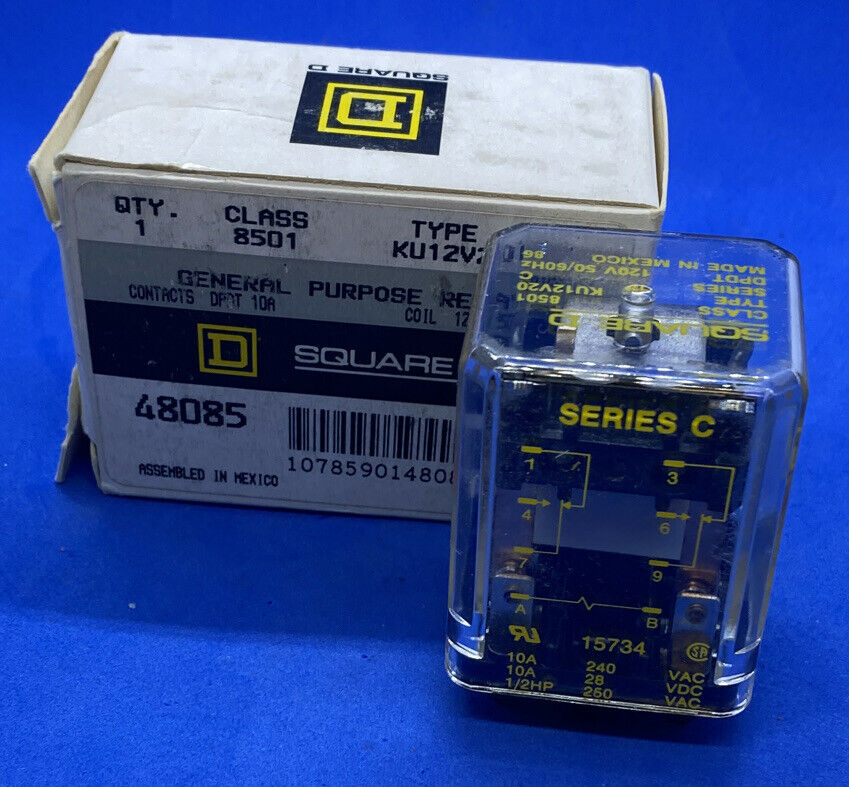 SQUARE D
D
QTY.
1
CLASS
8501
TYPE
KU12V2
GENERAL PURPOSE RE
CONTACTS DPDT 10A
COIL 12
D SQUARE
48085
10785901480
ASSEMBLED IN MEXICO
SQUARE D
CLASS 8501
TYPE KU12V20
SERIES C
DPDT
120V 50/60Hz
MADE IN MEXICO 86
SERIES C
1 3
4 6
7 9
A B
15734
10A 240 VAC
10A 28 VDC
1/2HP 250 VAC
SP